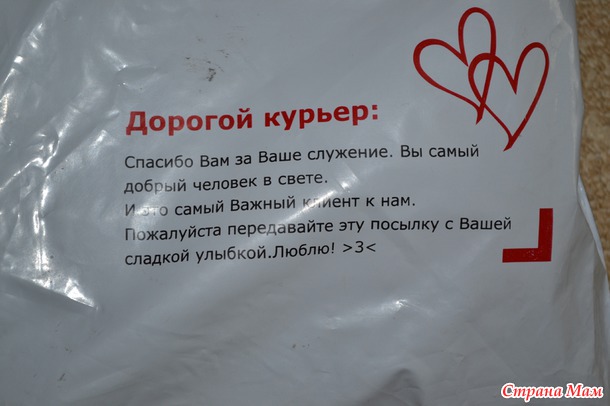 Дорогой курьер:
Спасибо Вам за Ваше служение. Вы самый
добрый человек в свете.
И это самый Важный клиент к нам.
Пожалуйста передавайте эту посылку с Вашей
сладкой улыбкой.Люблю! >3<
Страна Мам